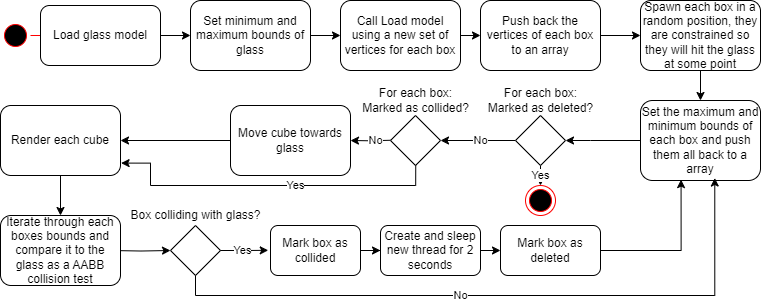 Load glass model
Set minimum and
maximum bounds of
glass
Call Load model
using a new set of
vertices for each box
Push back the
vertices of each box
to an array
Spawn each box in a
random position, they
are constrained so
they will hit the glass
at some point
Set the maximum and
minimum bounds of
each box and push
them all back to a
array
For each box:
Marked as deleted?
Yes
No
For each box:
Marked as collided?
No
Yes
Move cube towards
glass
Render each cube
Iterate through each
boxes bounds and
compare it to the
glass as a AABB
collision test
Box colliding with glass?
Yes
Mark box as
collided
Create and sleep
new thread for 2
seconds
Mark box as
deleted
No